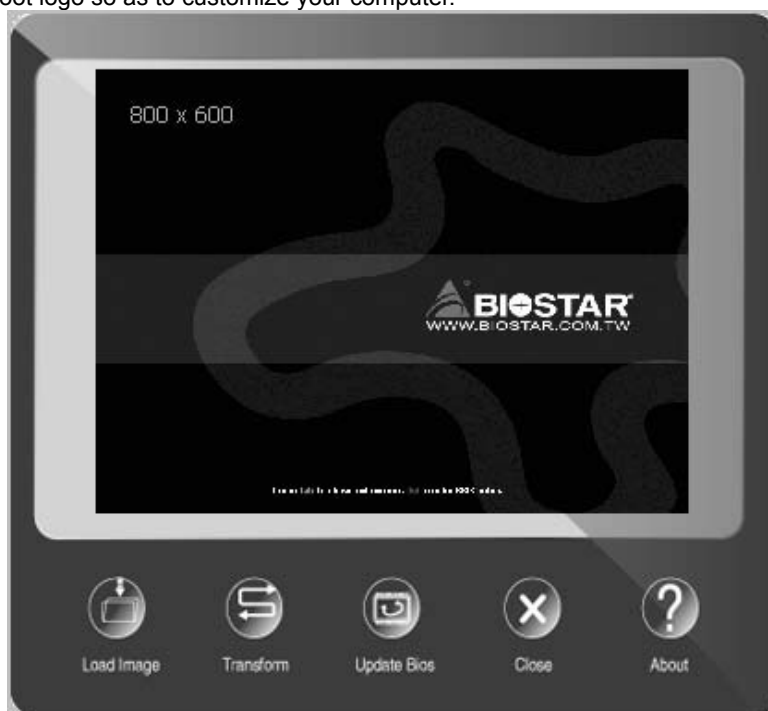 oot logo so as to customize your computer.
800 x 600
BIOSTAR
WWW.BIOSTAR.COM.TW
Load Image Transform Update Bios Close About